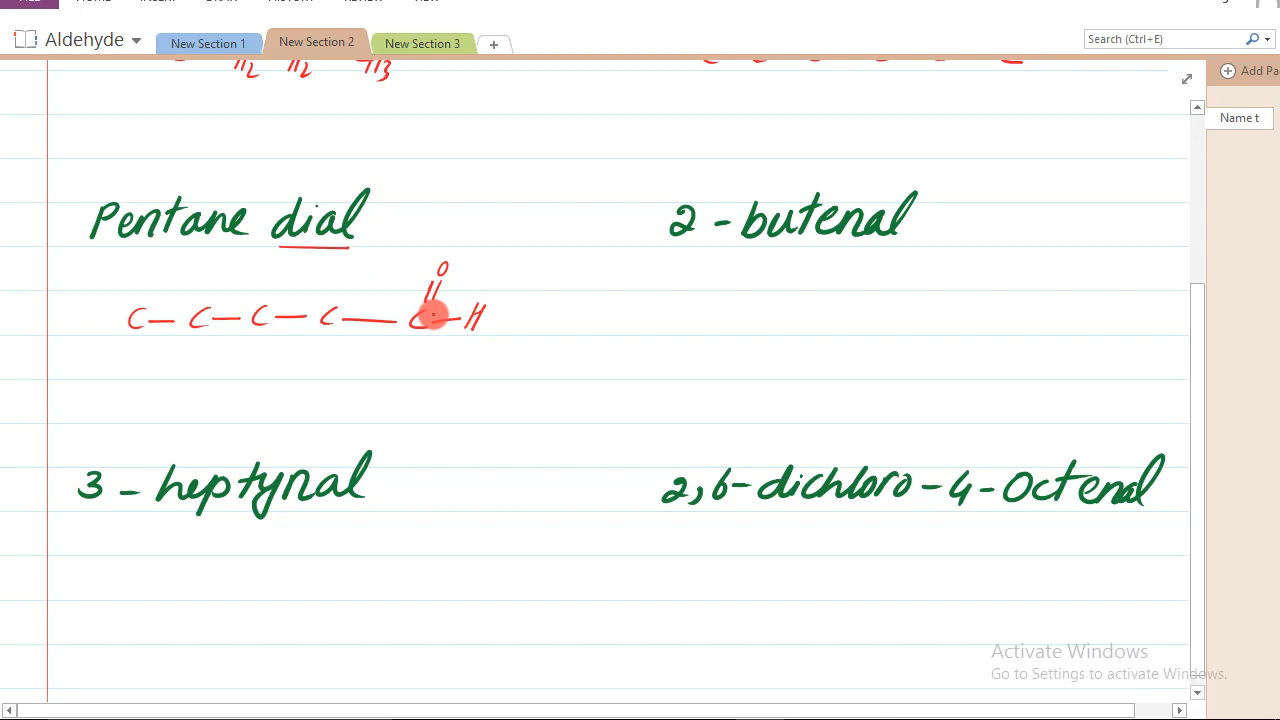 Aldehyde
New Section 1
New Section 2
New Section 3
+
Search (Ctrl+E)
Add Pa
Name t
Pentane dial
2 - butenal
O
C — C — C — C — C — H
3 - heptynal
2,6-dichloro-4-Octenal
Activate Windows
Go to Settings to activate Windows.